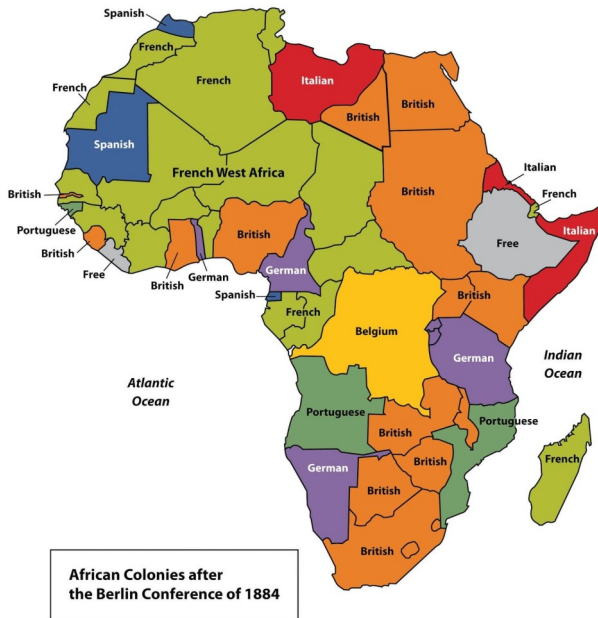 Spanish
French
French
French
Italian
British
British
Spanish
French West Africa
British
Italian
French
British
Portuguese
British
Free
British
German
British
German
Free
Italian
Spanish
French
Belgium
British
German
Indian
Ocean
Atlantic
Ocean
Portuguese
Portuguese
British
German
British
British
French
British
African Colonies after
the Berlin Conference of 1884